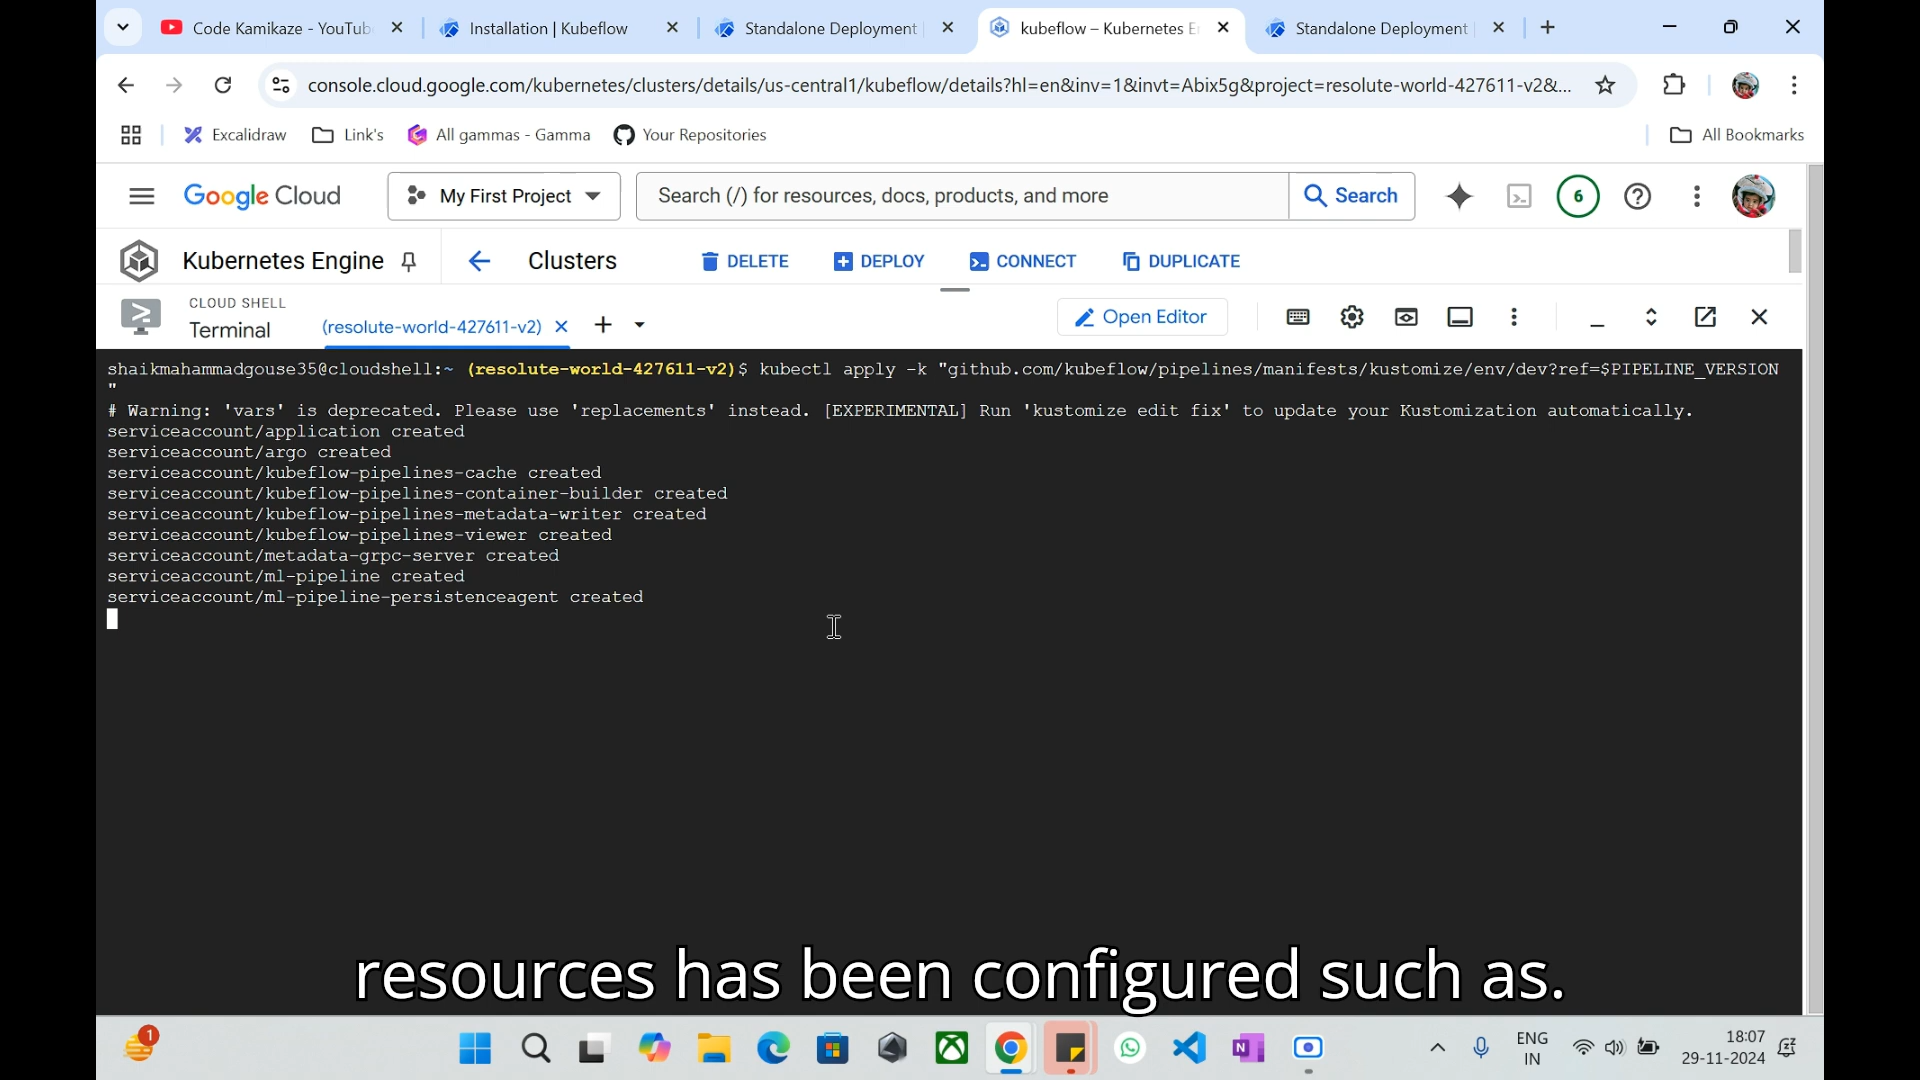 Code Kamikaze - YouTub
Installation | Kubeflow
Standalone Deployment
kubeflow – Kubernetes E
Standalone Deployment
console.cloud.google.com/kubernetes/clusters/details/us-central1/kubeflow/details?hl=en&inv=1&invt=Abix5g&project=resolute-world-427611-v2&...
Excalidraw
Link's
All gammas - Gamma
Your Repositories
All Bookmarks
Google Cloud
My First Project
Search (/) for resources, docs, products, and more
Search
6
Kubernetes Engine
Clusters
DELETE
DEPLOY
CONNECT
DUPLICATE
CLOUD SHELL
Terminal
(resolute-world-427611-v2)
Open Editor
shaikmahammadgouse35@cloudshell:~ (resolute-world-427611-v2)$ kubectl apply -k "github.com/kubeflow/pipelines/manifests/kustomize/env/dev?ref=$PIPELINE_VERSION
"
# Warning: 'vars' is deprecated. Please use 'replacements' instead. [EXPERIMENTAL] Run 'kustomize edit fix' to update your Kustomization automatically.
serviceaccount/application created
serviceaccount/argo created
serviceaccount/kubeflow-pipelines-cache created
serviceaccount/kubeflow-pipelines-container-builder created
serviceaccount/kubeflow-pipelines-metadata-writer created
serviceaccount/kubeflow-pipelines-viewer created
serviceaccount/metadata-grpc-server created
serviceaccount/ml-pipeline created
serviceaccount/ml-pipeline-persistenceagent created
resources has been configured such as.
1
ENG
IN
18:07
29-11-2024